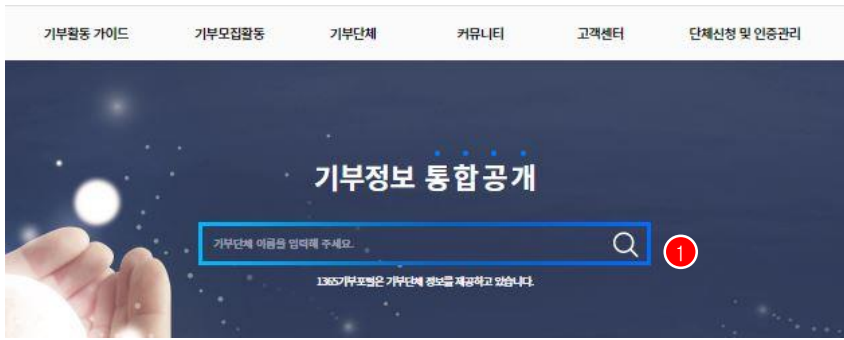 기부활동 가이드 기부모집활동 기부단체 커뮤니티 고객센터 단체신청 및 인증관리
기부정보 통합공개
기부단체 이름을 입력해 주세요.
1
1365기부포털은 기부단체 정보를 제공하고 있습니다.